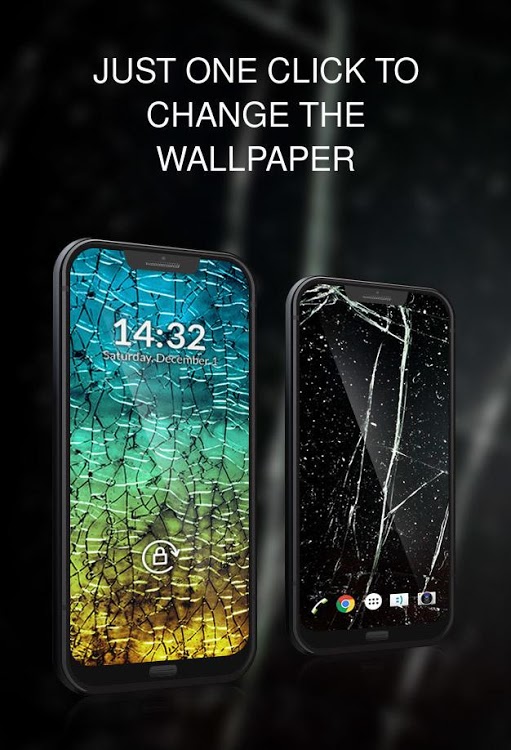 JUST ONE CLICK TO
CHANGE THE
WALLPAPER
14:32
Saturday, December 1